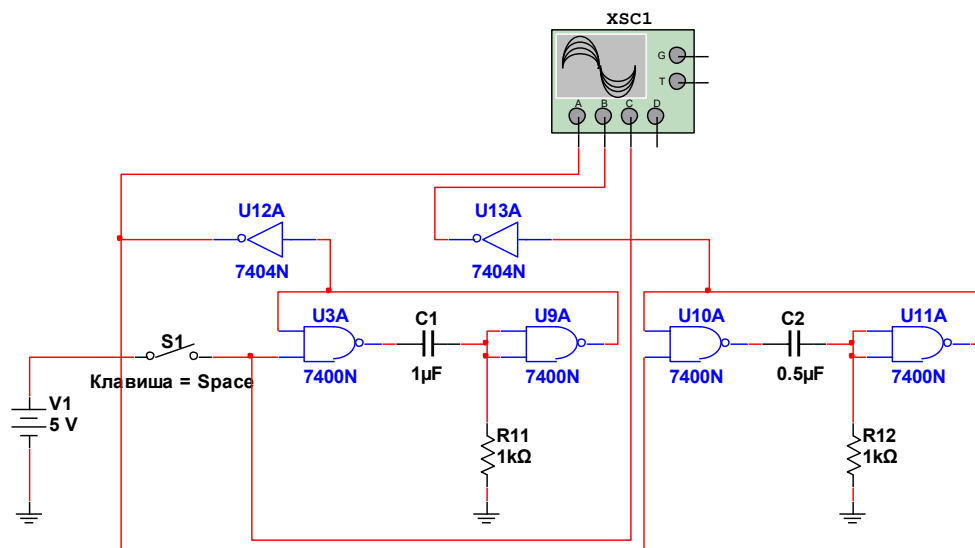 XSC1
G
T
A B C D
U12A
7404N
U13A
7404N
S1
Клавиша = Space
V1
5 V
U3A
7400N
C1
1µF
U9A
7400N
R11
1kΩ
U10A
7400N
C2
0.5µF
U11A
7400N
R12
1kΩ